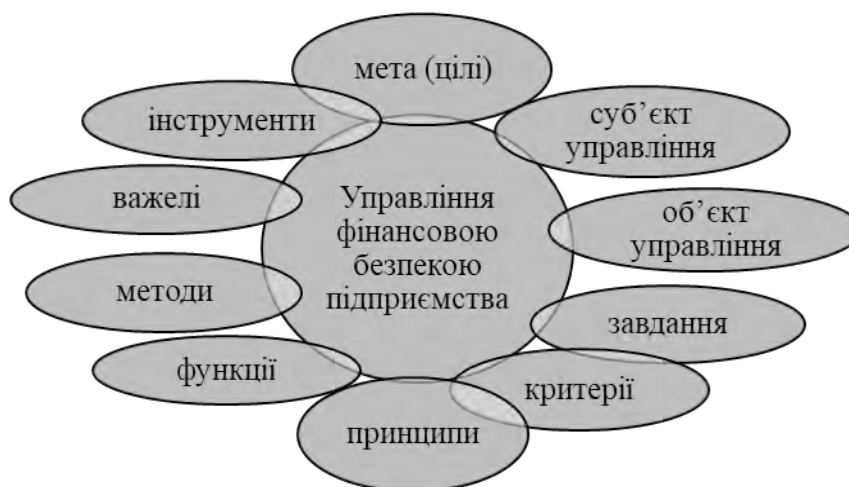 мета (цілі)
інструменти
суб’єкт
управління
важелі
Управління
фінансовою
безпекою
підприємства
об’єкт
управління
методи
завдання
функції
критерії
принципи